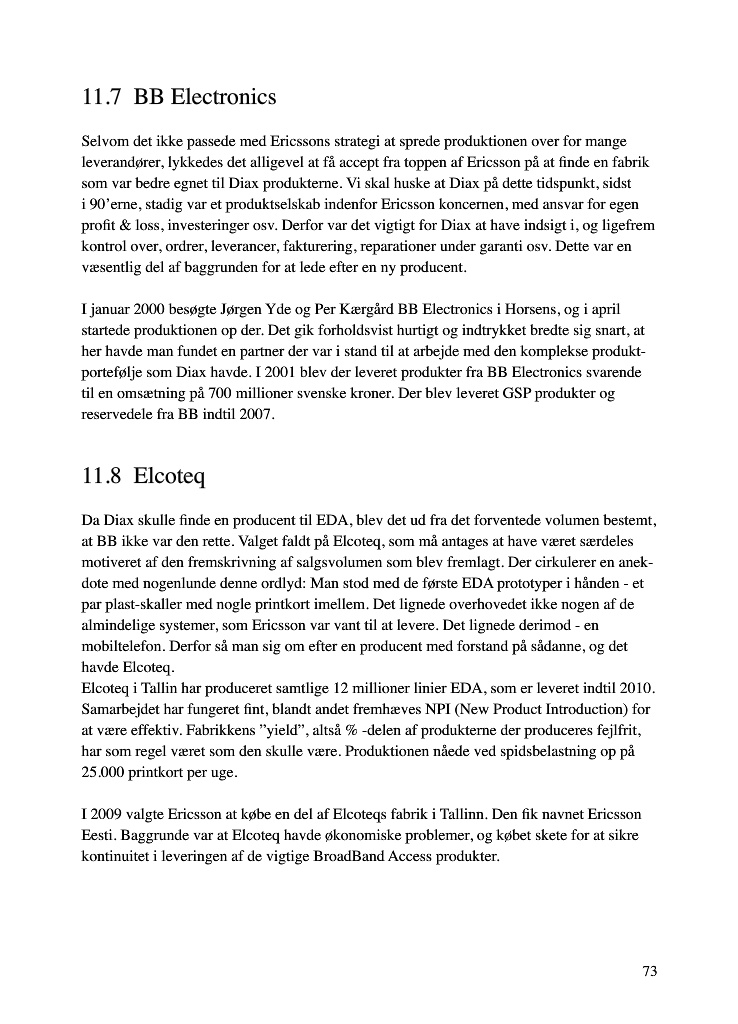 11.7 BB Electronics
Selvom det ikke passede med Ericssons strategi at sprede produktionen over for mange
leverandører, lykkedes det alligevel at få accept fra toppen af Ericsson på at finde en fabrik
som var bedre egnet til Diax produkterne. Vi skal huske at Diax på dette tidspunkt, sidst
i 90’erne, stadig var et produktselskab indenfor Ericsson koncernen, med ansvar for egen
profit & loss, investeringer osv. Derfor var det vigtigt for Diax at have indsigt i, og ligefrem
kontrol over, ordrer, leverancer, fakturering, reparationer under garanti osv. Dette var en
væsentlig del af baggrunden for at lede efter en ny producent.
I januar 2000 besøgte Jørgen Yde og Per Kærgård BB Electronics i Horsens, og i april
startede produktionen op der. Det gik forholdsvist hurtigt og indtrykket bredte sig snart, at
her havde man fundet en partner der var i stand til at arbejde med den komplekse produkt-
portefølje som Diax havde. I 2001 blev der leveret produkter fra BB Electronics svarende
til en omsætning på 700 millioner svenske kroner. Der blev leveret GSP produkter og
reservedele fra BB indtil 2007.
11.8 Elcoteq
Da Diax skulle finde en producent til EDA, blev det ud fra det forventede volumen bestemt,
at BB ikke var den rette. Valget faldt på Elcoteq, som må antages at have været særdeles
motiveret af den fremskrivning af salgsvolumen som blev fremlagt. Der cirkulerer en anek-
dote med nogenlunde denne ordlyd: Man stod med de første EDA prototyper i hånden - et
par plast-skaller med nogle printkort imellem. Det lignede overhovedet ikke nogen af de
almindelige systemer, som Ericsson var vant til at levere. Det lignede derimod - en
mobiltelefon. Derfor så man sig om efter en producent med forstand på sådanne, og det
havde Elcoteq.
Elcoteq i Tallin har produceret samtlige 12 millioner linier EDA, som er leveret indtil 2010.
Samarbejdet har fungeret fint, blandt andet fremhæves NPI (New Product Introduction) for
at være effektiv. Fabrikkens ”yield”, altså % -delen af produkterne der produceres fejlfrit,
har som regel været som den skulle være. Produktionen nåede ved spidsbelastning op på
25.000 printkort per uge.
I 2009 valgte Ericsson at købe en del af Elcoteqs fabrik i Tallinn. Den fik navnet Ericsson
Eesti. Baggrunde var at Elcoteq havde økonomiske problemer, og købet skete for at sikre
kontinuitet i leveringen af de vigtige BroadBand Access produkter.
73